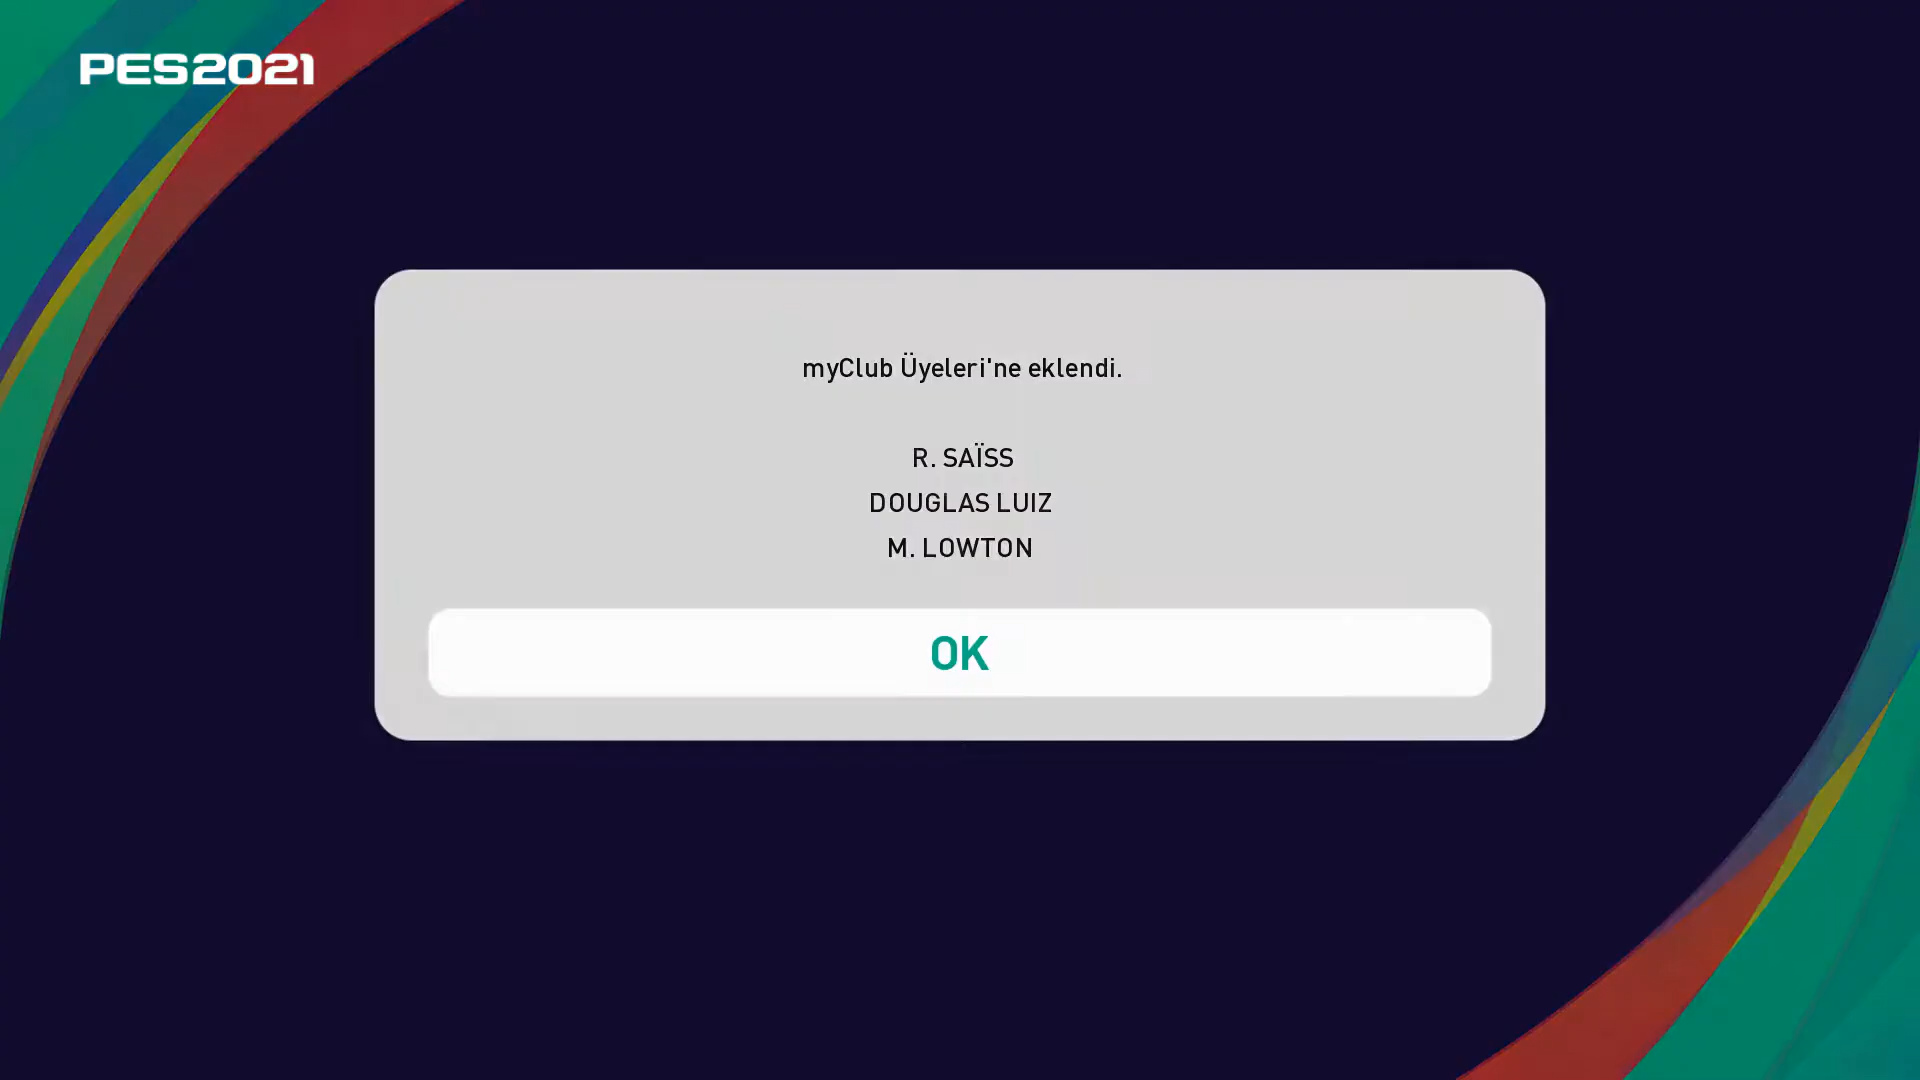 PES2021
myClub Üyeleri'ne eklendi.
R. SAÏSS
DOUGLAS LUIZ
M. LOWTON
OK